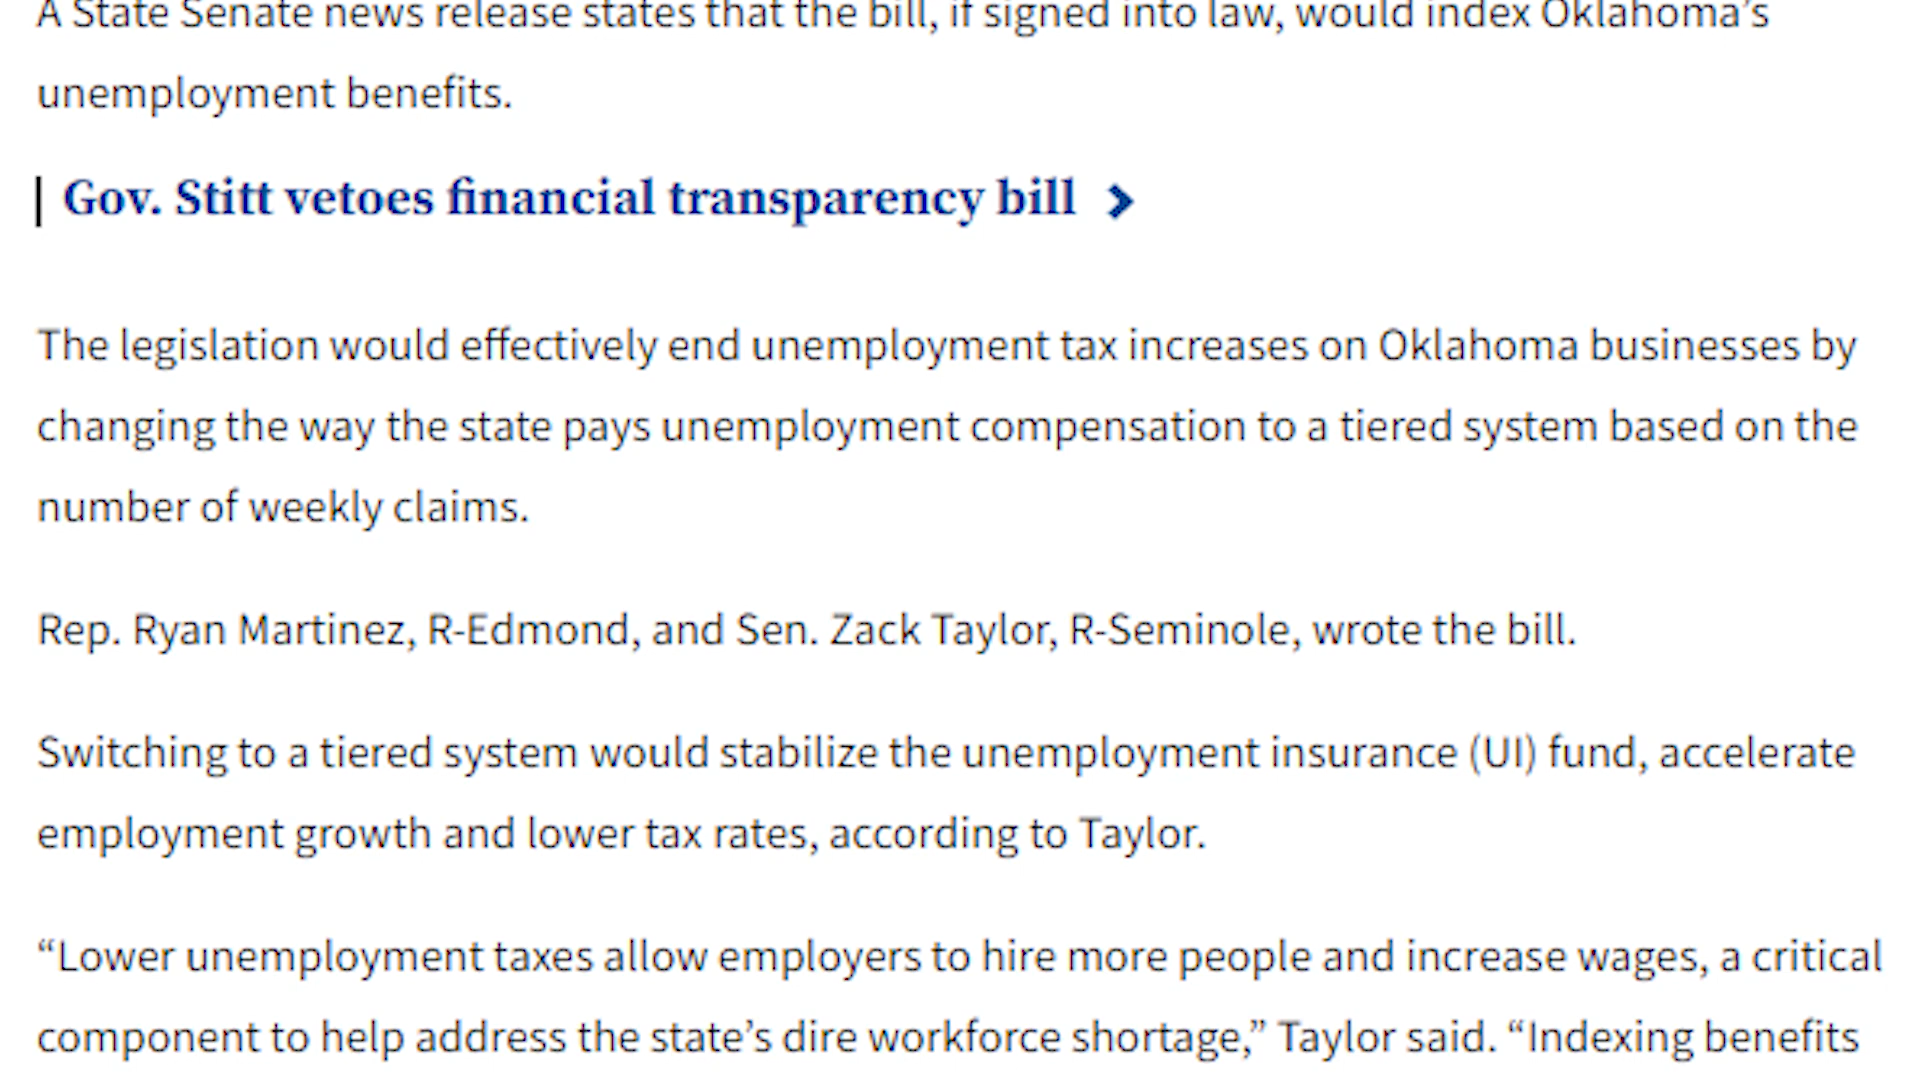 A State Senate news release states that the bill, if signed into law, would index Oklahoma’s
unemployment benefits.
Gov. Stitt vetoes financial transparency bill
The legislation would effectively end unemployment tax increases on Oklahoma businesses by
changing the way the state pays unemployment compensation to a tiered system based on the
number of weekly claims.
Rep. Ryan Martinez, R-Edmond, and Sen. Zack Taylor, R-Seminole, wrote the bill.
Switching to a tiered system would stabilize the unemployment insurance (UI) fund, accelerate
employment growth and lower tax rates, according to Taylor.
“Lower unemployment taxes allow employers to hire more people and increase wages, a critical
component to help address the state’s dire workforce shortage,” Taylor said. “Indexing benefits